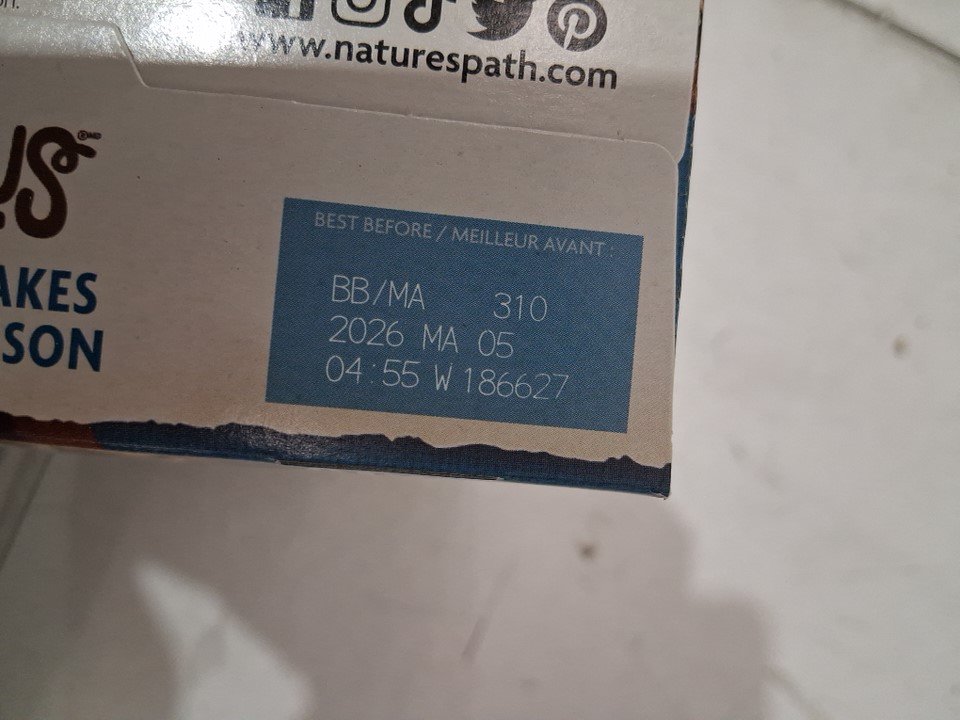 www.naturespath.com
BEST BEFORE / MEILLEUR AVANT :
BB/MA 310
2026 MA 05
04:55 W 186627
AKES
SON